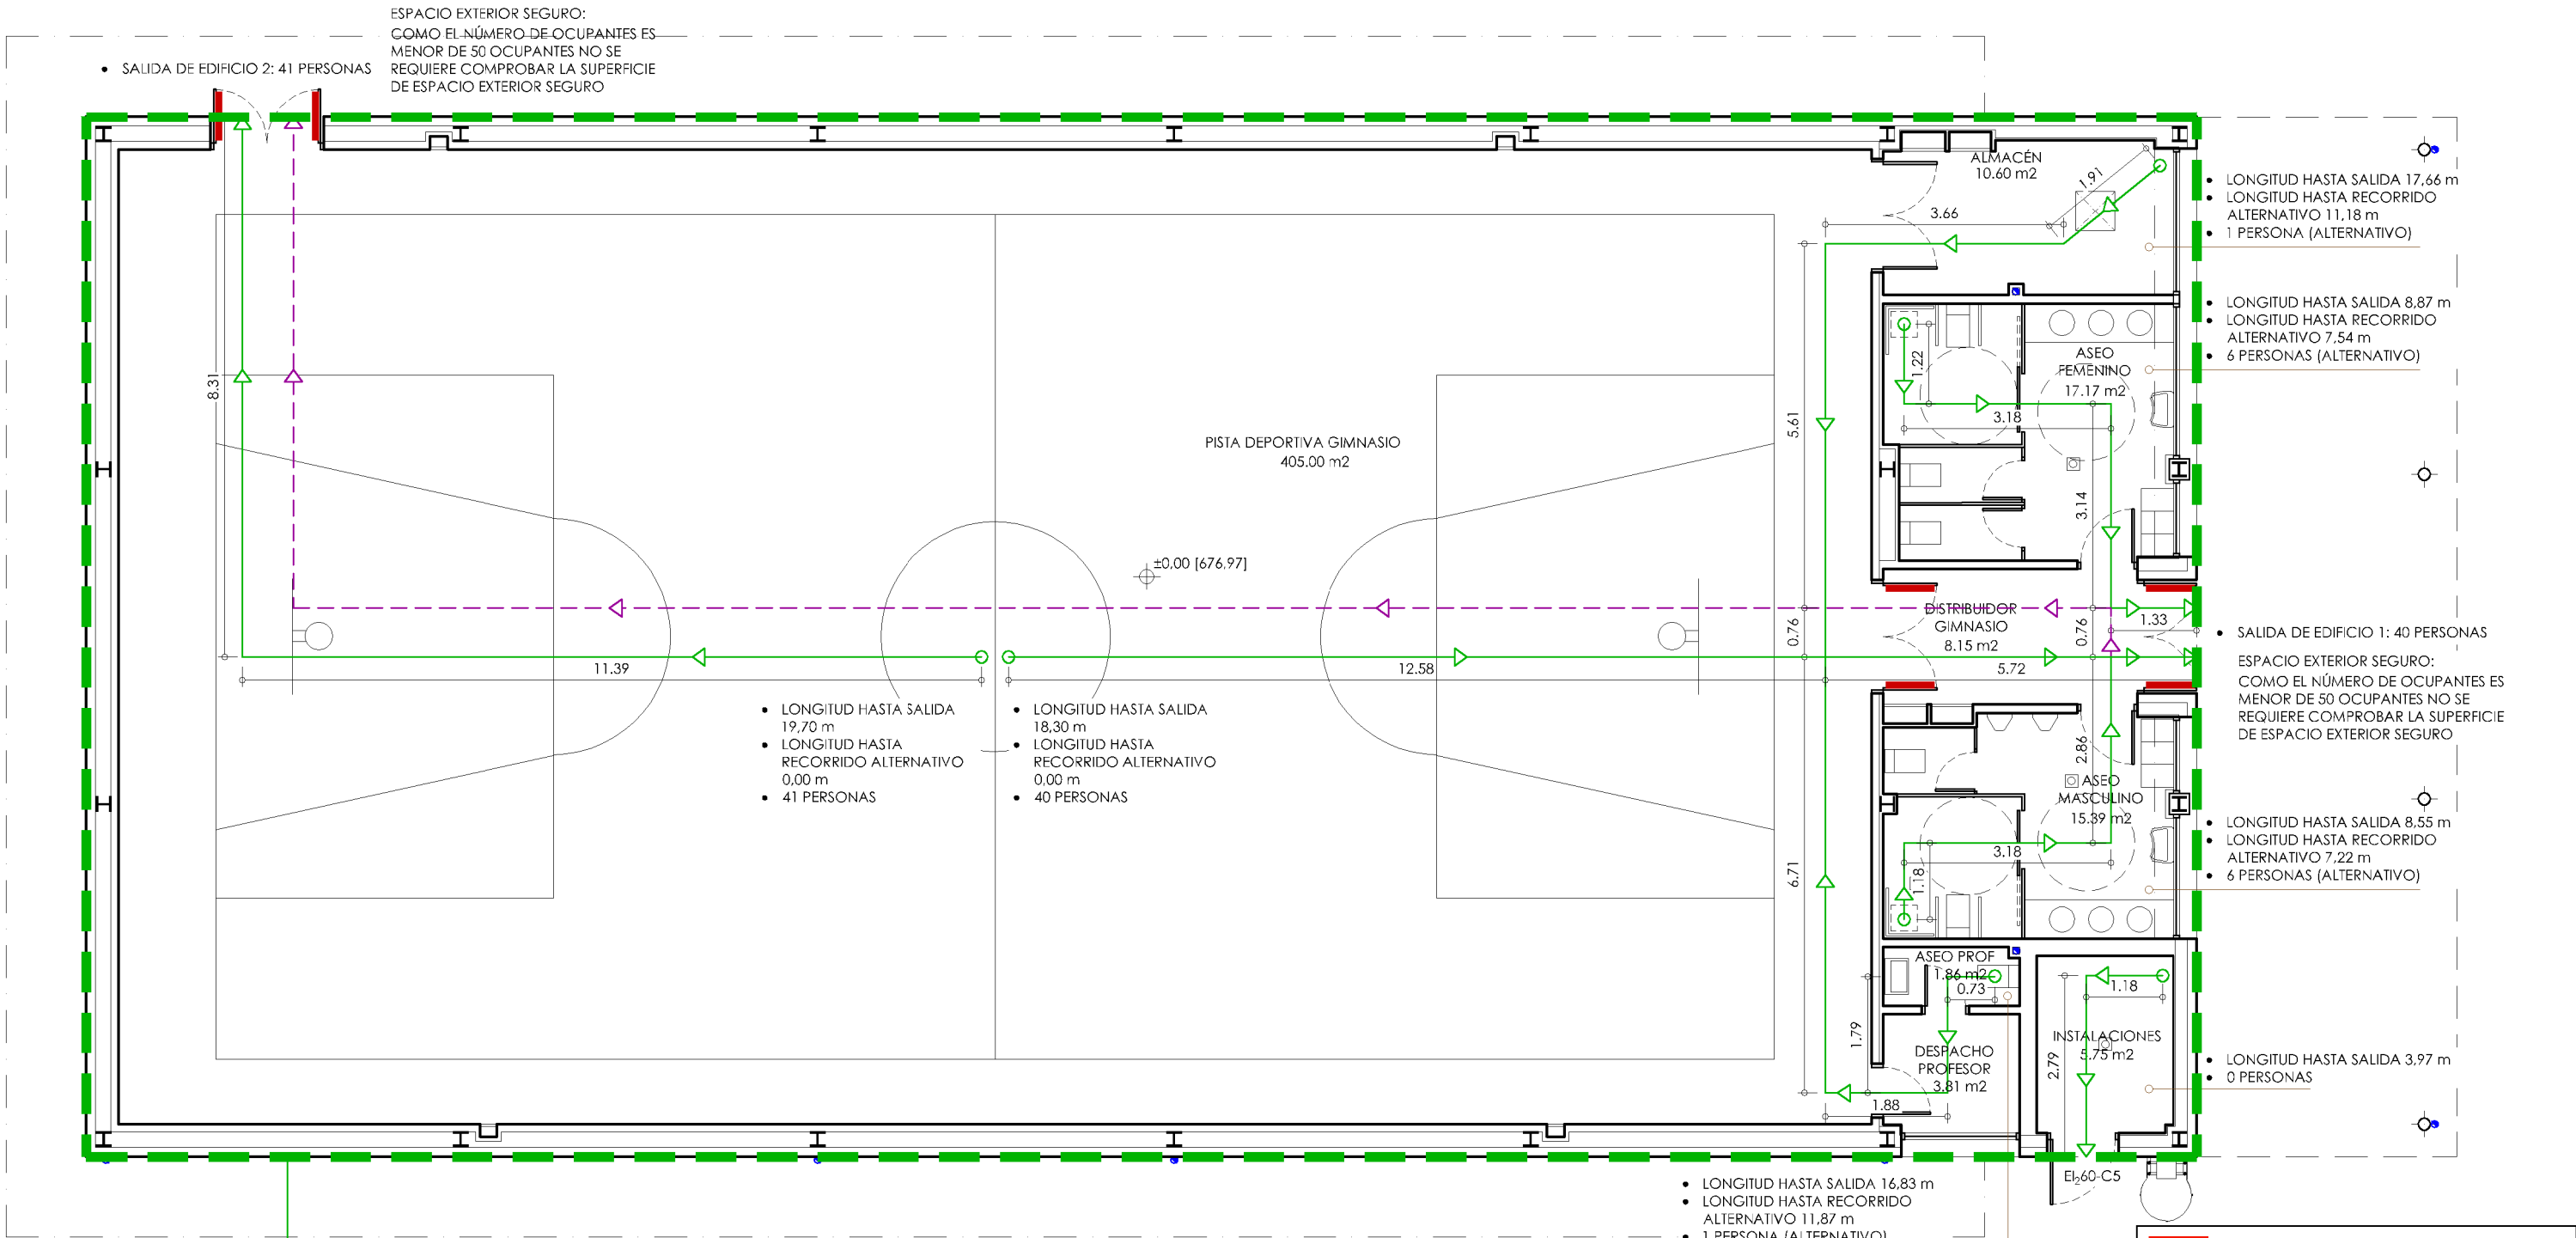 ESPACIO EXTERIOR SEGURO:
COMO EL NÚMERO DE OCUPANTES ES
MENOR DE 50 OCUPANTES NO SE
REQUIERE COMPROBAR LA SUPERFICIE
DE ESPACIO EXTERIOR SEGURO
• SALIDA DE EDIFICIO 2: 41 PERSONAS
ALMACÉN
10.60 m2
1.91
3.66
• LONGITUD HASTA SALIDA 17,66 m
• LONGITUD HASTA RECORRIDO
ALTERNATIVO 11,18 m
• 1 PERSONA (ALTERNATIVO)
• LONGITUD HASTA SALIDA 8,87 m
• LONGITUD HASTA RECORRIDO
ALTERNATIVO 7,54 m
• 6 PERSONAS (ALTERNATIVO)
ASEO
FEMENINO
17.17 m2
1.22
3.18
8.31
5.61
3.14
PISTA DEPORTIVA GIMNASIO
405.00 m2
±0,00 [676,97]
DISTRIBUIDOR
GIMNASIO
8.15 m2
0.76
0.76
1.33
• SALIDA DE EDIFICIO 1: 40 PERSONAS
ESPACIO EXTERIOR SEGURO:
COMO EL NÚMERO DE OCUPANTES ES
MENOR DE 50 OCUPANTES NO SE
REQUIERE COMPROBAR LA SUPERFICIE
DE ESPACIO EXTERIOR SEGURO
11.39
12.58
5.72
• LONGITUD HASTA SALIDA
19,70 m
• LONGITUD HASTA
RECORRIDO ALTERNATIVO
0,00 m
• 41 PERSONAS
• LONGITUD HASTA SALIDA
18,30 m
• LONGITUD HASTA
RECORRIDO ALTERNATIVO
0,00 m
• 40 PERSONAS
2.86
ASEO
MASCULINO
15.39 m2
3.18
1.18
6.71
• LONGITUD HASTA SALIDA 8,55 m
• LONGITUD HASTA RECORRIDO
ALTERNATIVO 7,22 m
• 6 PERSONAS (ALTERNATIVO)
ASEO PROF
1.86 m2
0.73
1.18
1.79
DESPACHO
PROFESOR
3.81 m2
1.88
INSTALACIONES
5.75 m2
2.79
• LONGITUD HASTA SALIDA 3,97 m
• 0 PERSONAS
EI₂60-C5
• LONGITUD HASTA SALIDA 16,83 m
• LONGITUD HASTA RECORRIDO
ALTERNATIVO 11,87 m
• 1 PERSONA (ALTERNATIVO)